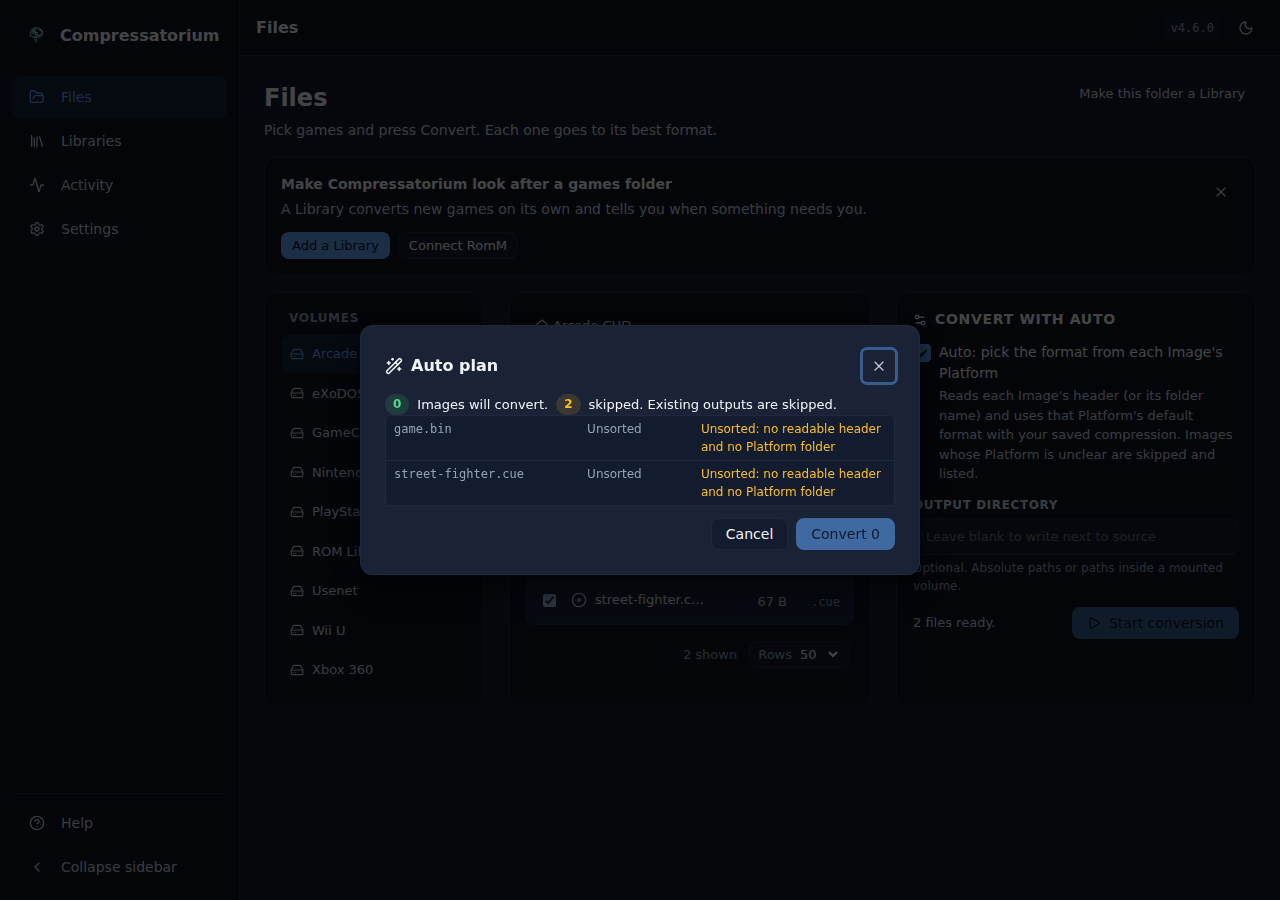 Compressatorium
Files
Libraries
Activity
Settings
Help
Collapse sidebar
Files
v4.6.0
Files
Make this folder a Library
Pick games and press Convert. Each one goes to its best format.
Make Compressatorium look after a games folder
A Library converts new games on its own and tells you when something needs you.
Add a Library
Connect RomM
VOLUMES
Arcade
eXoDOS
GameC
Nintend
PlaySta
ROM Li
Usenet
Wii U
Xbox 360
Arcade CHD
Auto plan
0 Images will convert. 2 skipped. Existing outputs are skipped.
game.bin Unsorted Unsorted: no readable header
and no Platform folder
street-fighter.cue Unsorted Unsorted: no readable header
and no Platform folder
Cancel
Convert 0
street-fighter.c... 67 B .cue
2 shown Rows 50
CONVERT WITH AUTO
Auto: pick the format from each Image's
Platform
Reads each Image's header (or its folder
name) and uses that Platform's default
format with your saved compression. Images
whose Platform is unclear are skipped and
listed.
OUTPUT DIRECTORY
Leave blank to write next to source
Optional. Absolute paths or paths inside a mounted
volume.
2 files ready.
Start conversion